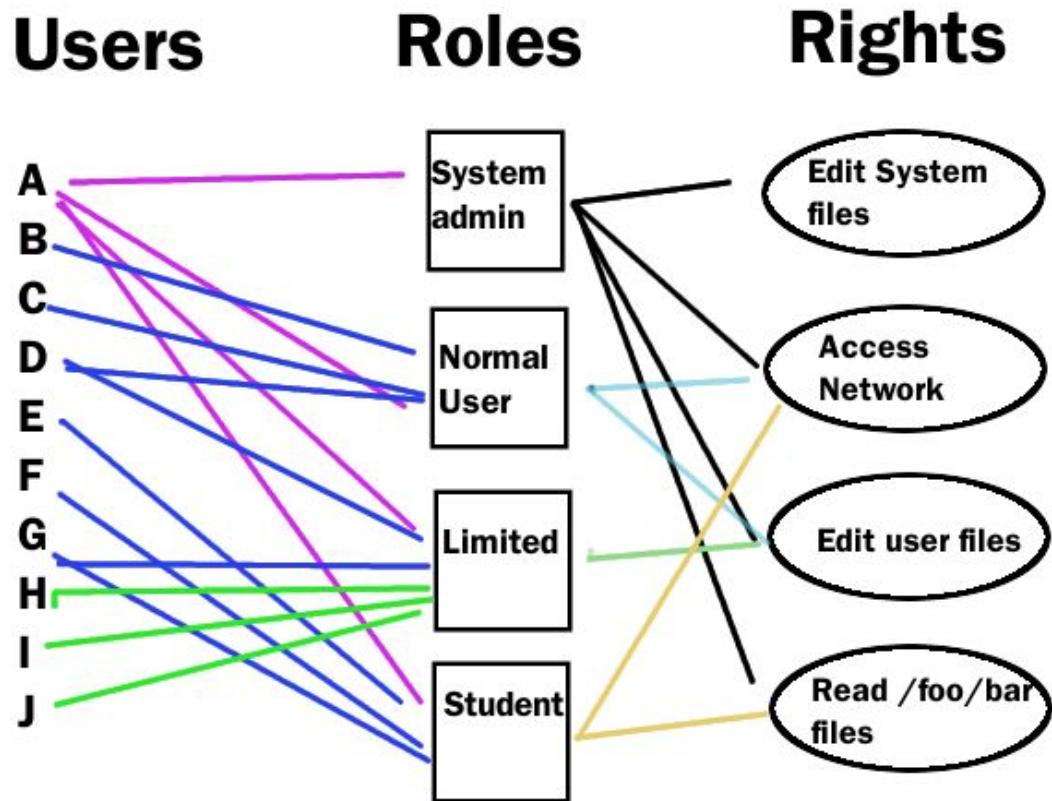 Users
Roles
Rights
A
B
C
D
E
F
G
H
I
J
System
admin
Normal
User
Limited
Student
Edit System
files
Access
Network
Edit user files
Read /foo/bar
files